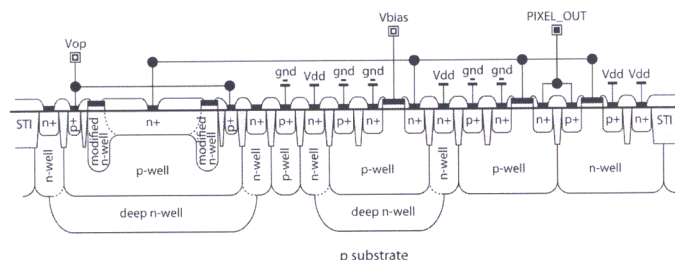 Vbias PIXEL_OUT
Vop
gnd Vdd gnd gnd Vdd gnd gnd Vdd Vdd
STI n+ p+ n+ p+ n+ p+ n+ p+ n+ n+ n+ p+ n+ n+ n+ p+ p+ n+ STI
n-well modified n-well p-well modified n-well n-well p-well n-well p-well n-well p-well n-well
deep n-well deep n-well
p substrate